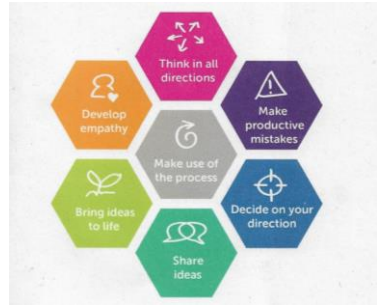 Think in all
directions
Develop
empathy
Make
productive
mistakes
Make use of
the process
Bring ideas
to life
Decide on your
direction
Share
ideas